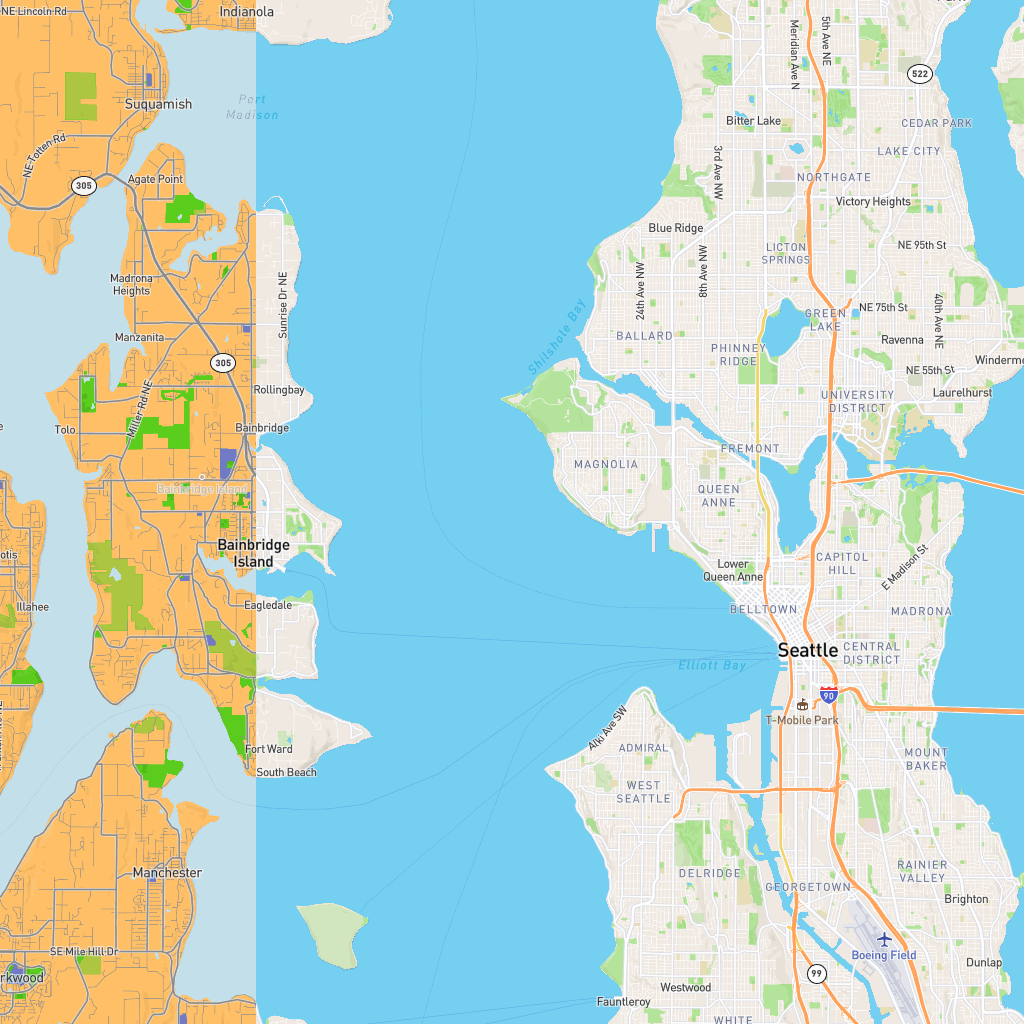 NE Lincoln Rd
Indianola
Meridian Ave N
5th Ave NE
522
Suquamish
Port
Madison
Bitter Lake
CEDAR PARK
NE Totten Rd
LAKE CITY
3rd Ave NW
305
Agate Point
NORTHGATE
Victory Heights
Blue Ridge
NE 95th St
LICTON
SPRINGS
8th Ave NW
24th Ave NW
Madrona
Heights
Sunrise Dr NE
NE 75th St
40th Ave NE
GREEN
LAKE
Shilshole Bay
Manzanita
BALLARD
Ravenna
PHINNEY
RIDGE
305
NE 55th St
Winderme
Rollingbay
Laurelhurst
Miller Rd NE
UNIVERSITY
DISTRICT
Tolo
Bainbridge
FREMONT
MAGNOLIA
Bainbridge Island
QUEEN
ANNE
Bainbridge
Island
otis
CAPITOL
HILL
E Madison St
Lower
Queen Anne
Illahee
Eagledale
BELLTOWN
MADRONA
Seattle
CENTRAL
DISTRICT
Elliott Bay
90
T-Mobile Park
Alki Ave SW
Fort Ward
ADMIRAL
MOUNT
BAKER
South Beach
WEST
SEATTLE
Manchester
DELRIDGE
RAINIER
VALLEY
GEORGETOWN
Brighton
SE Mile Hill Dr
Boeing Field
Dunlap
rkwood
99
Westwood
Fauntleroy
WHITE